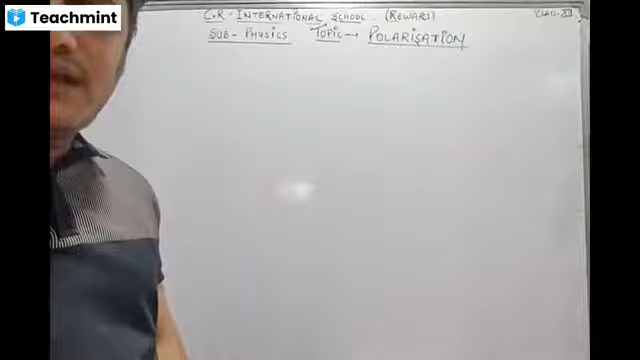 Teachmint
C.R. INTERNATIONAL SCHOOL. (REWARI)
CLASS-XII
SUB- PHYSICS TOPIC → POLARISATION